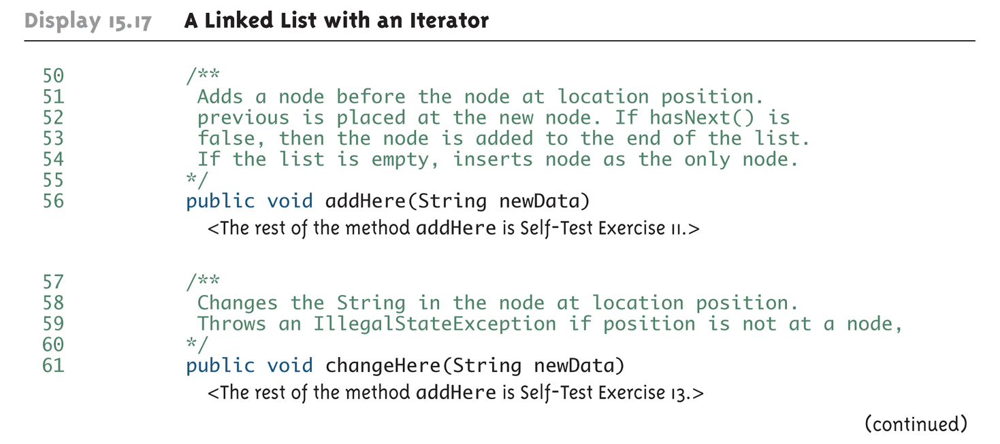 Display 15.17 A Linked List with an Iterator
50 /**
51 Adds a node before the node at location position.
52 previous is placed at the new node. If hasNext() is
53 false, then the node is added to the end of the list.
54 If the list is empty, inserts node as the only node.
55 */
56 public void addHere(String newData)
<The rest of the method addHere is Self-Test Exercise 11.>
57 /**
58 Changes the String in the node at location position.
59 Throws an IllegalStateException if position is not at a node,
60 */
61 public void changeHere(String newData)
<The rest of the method addHere is Self-Test Exercise 13.>
(continued)